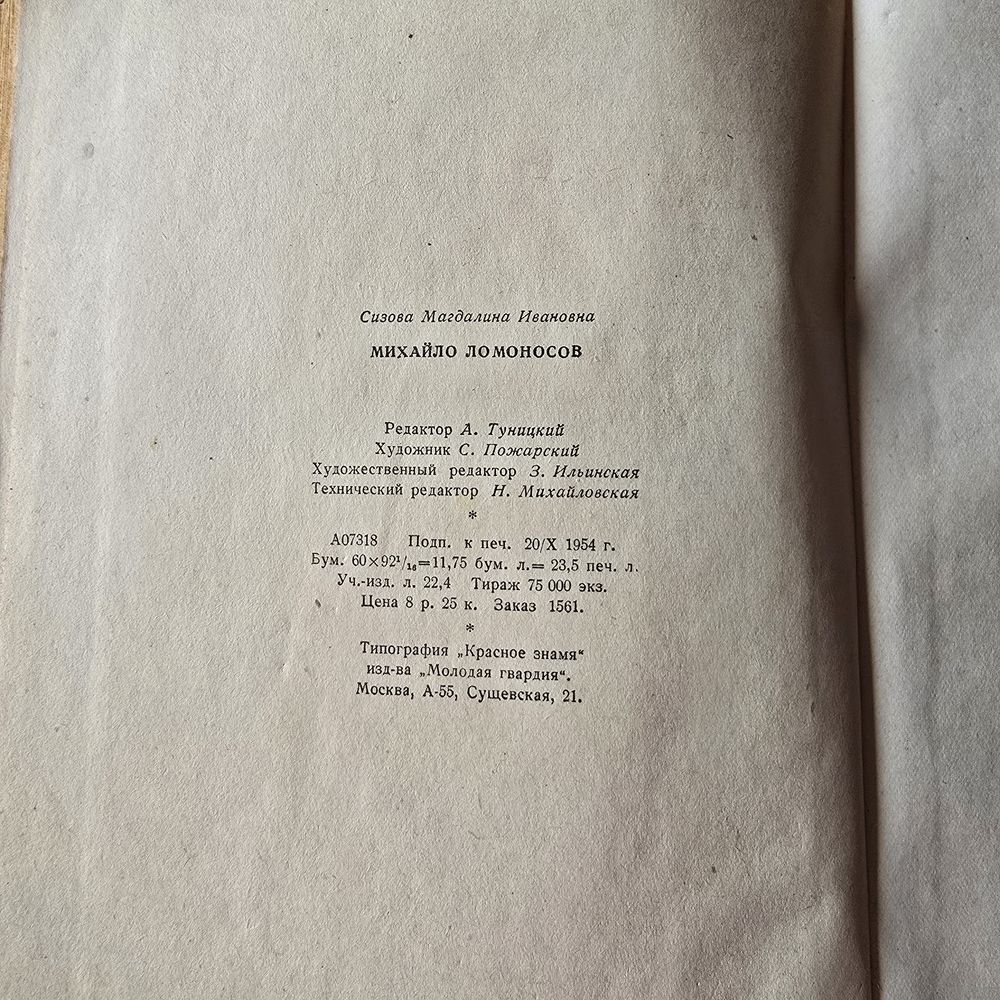 Сизова Магдалина Ивановна
МИХАЙЛО ЛОМОНОСОВ
Редактор А. Туницкий
Художник С. Пожарский
Художественный редактор З. Ильинская
Технический редактор Н. Михайловская
*
А07318 Подп. к печ. 20/X 1954 г.
Бум. 60×92¹/₁₆=11,75 бум. л.= 23,5 печ. л.
Уч.-изд. л. 22,4 Тираж 75 000 экз.
Цена 8 р. 25 к. Заказ 1561.
*
Типография „Красное знамя“
изд-ва „Молодая гвардия“.
Москва, А-55, Сущевская, 21.